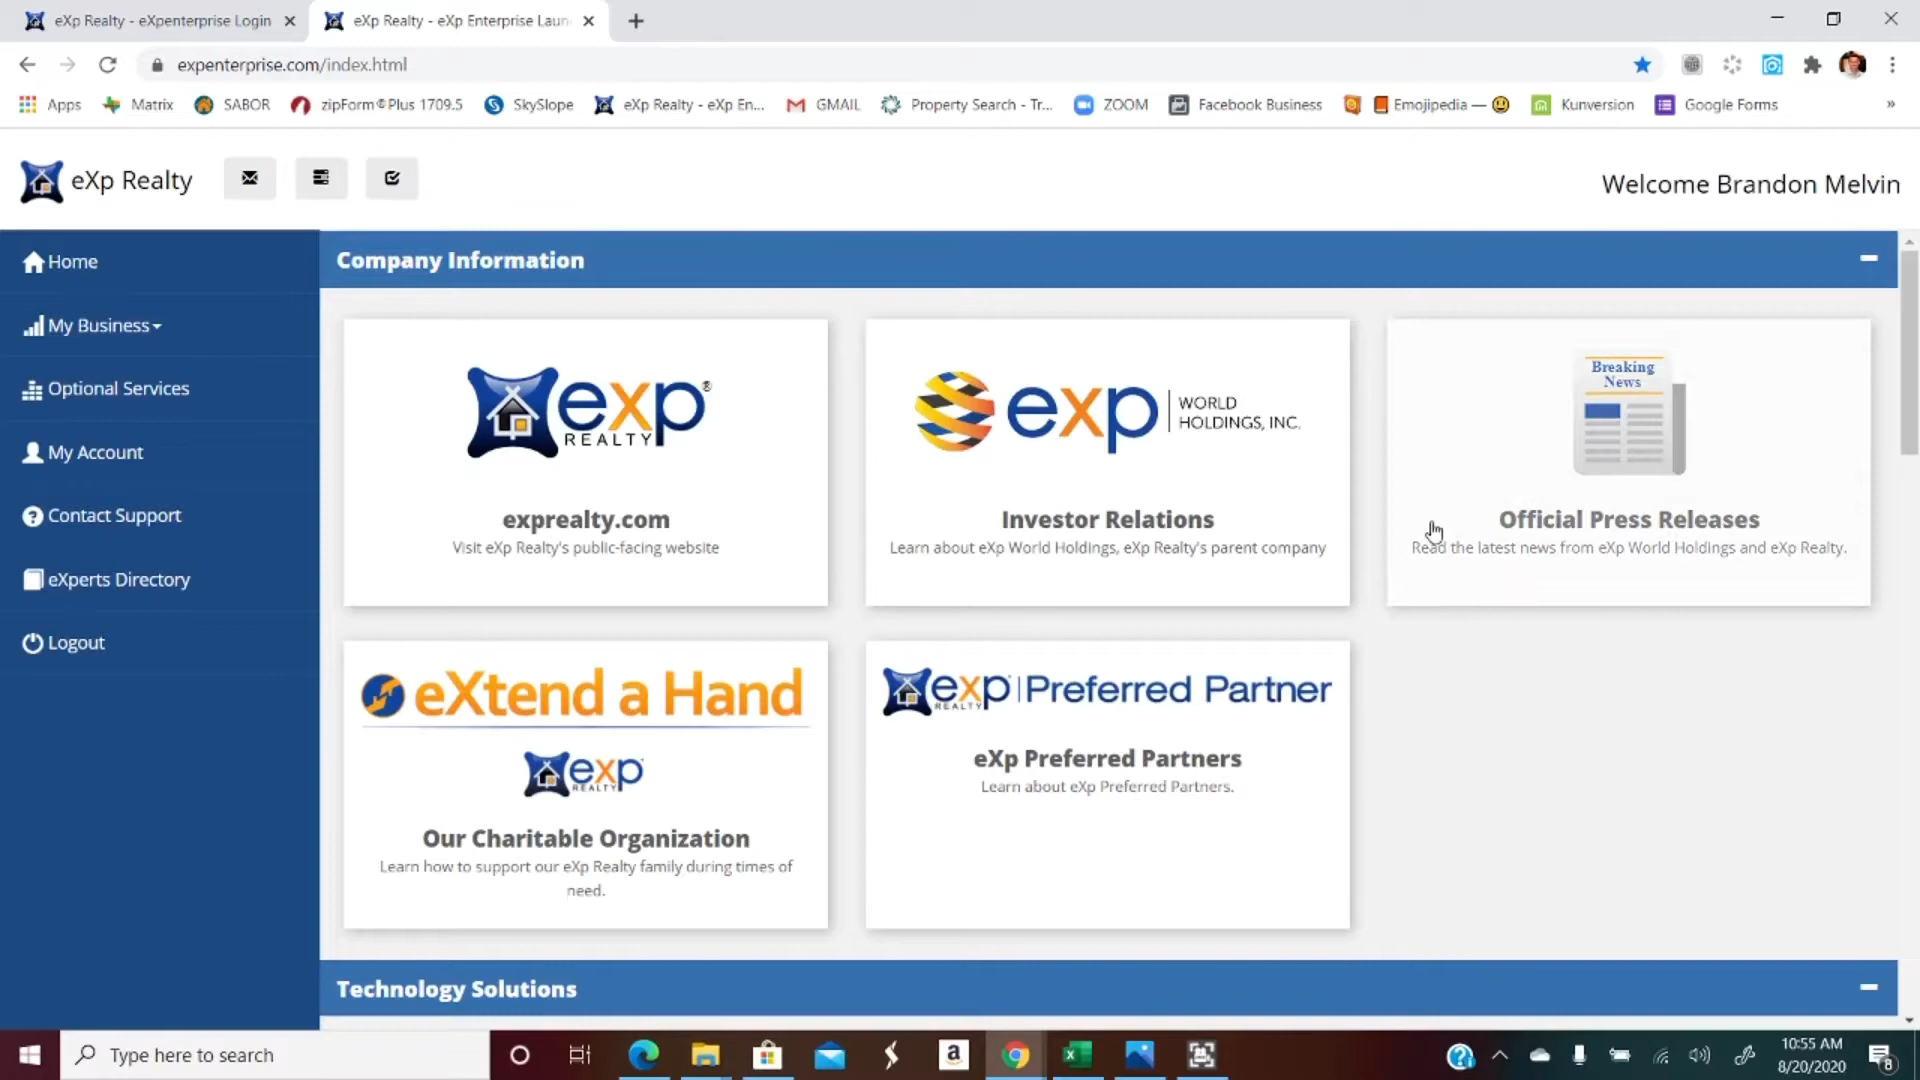 eXp Realty - eXpenterprise Login
eXp Realty - eXp Enterprise Laun
expenterprise.com/index.html
Apps
Matrix
SABOR
zipForm®Plus 1709.5
SkySlope
eXp Realty - eXp En...
GMAIL
Property Search - Tr...
ZOOM
Facebook Business
Emojipedia — 😃
Kunversion
Google Forms
»
eXp Realty
Welcome Brandon Melvin
Home
My Business
Optional Services
My Account
Contact Support
eXperts Directory
Logout
Company Information
exp®
REALTY
exprealty.com
Visit eXp Realty's public-facing website
exp
WORLD
HOLDINGS, INC.
Investor Relations
Learn about eXp World Holdings, eXp Realty's parent company
Breaking
News
Official Press Releases
Read the latest news from eXp World Holdings and eXp Realty.
eXtend a Hand
exp
REALTY
Our Charitable Organization
Learn how to support our eXp Realty family during times of
need.
exp REALTY | Preferred Partner
eXp Preferred Partners
Learn about eXp Preferred Partners.
Technology Solutions
Type here to search
10:55 AM
8/20/2020
8